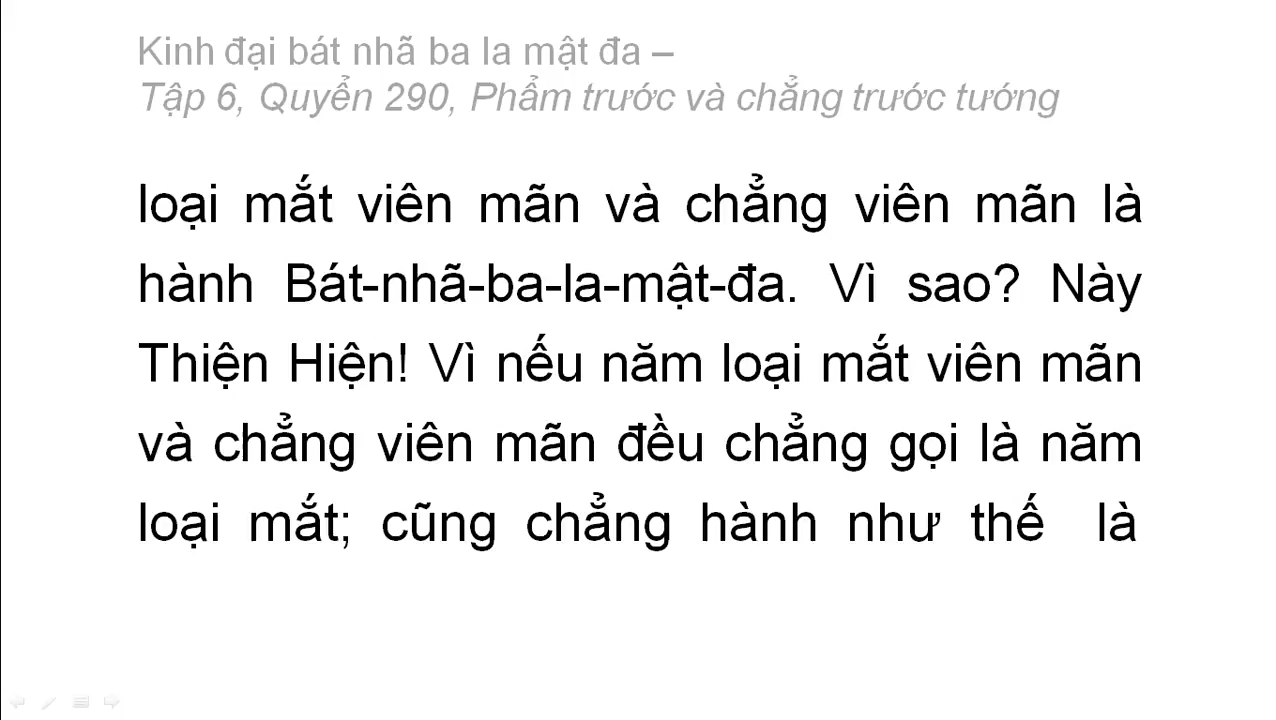 Kinh đại bát nhã ba la mật đa –
Tập 6, Quyển 290, Phẩm trước và chẳng trước tướng
loại mắt viên mãn và chẳng viên mãn là
hành Bát-nhã-ba-la-mật-đa. Vì sao? Này
Thiện Hiện! Vì nếu năm loại mắt viên mãn
và chẳng viên mãn đều chẳng gọi là năm
loại mắt; cũng chẳng hành như thế là